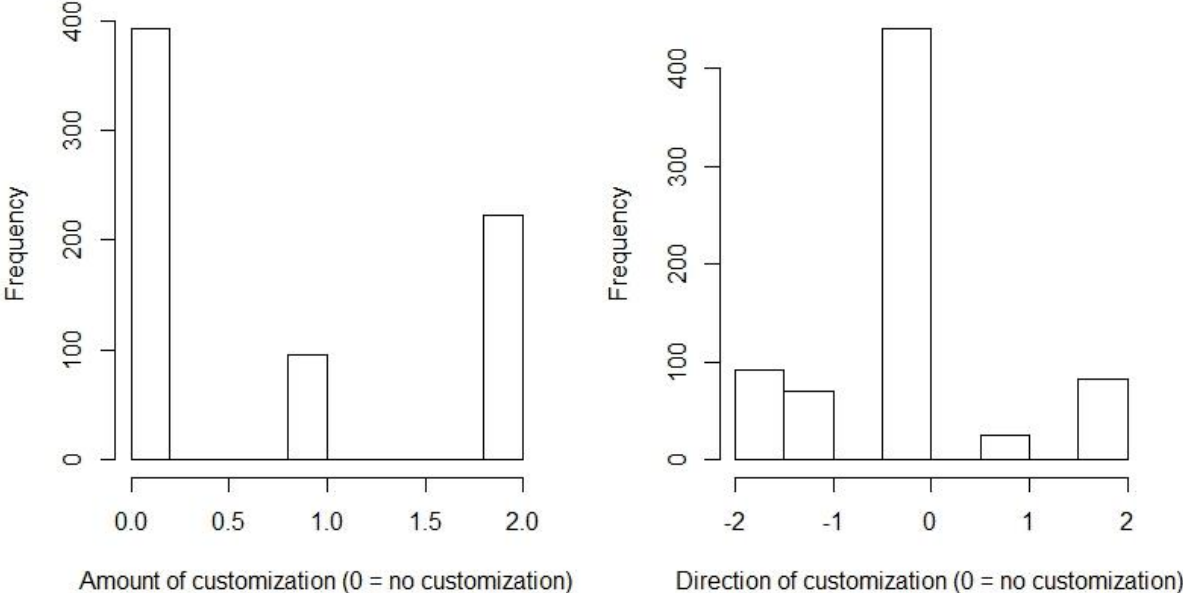 Frequency
400
300
200
100
0
0.0 0.5 1.0 1.5 2.0
Amount of customization (0 = no customization)
Frequency
400
300
200
100
0
-2 -1 0 1 2
Direction of customization (0 = no customization)